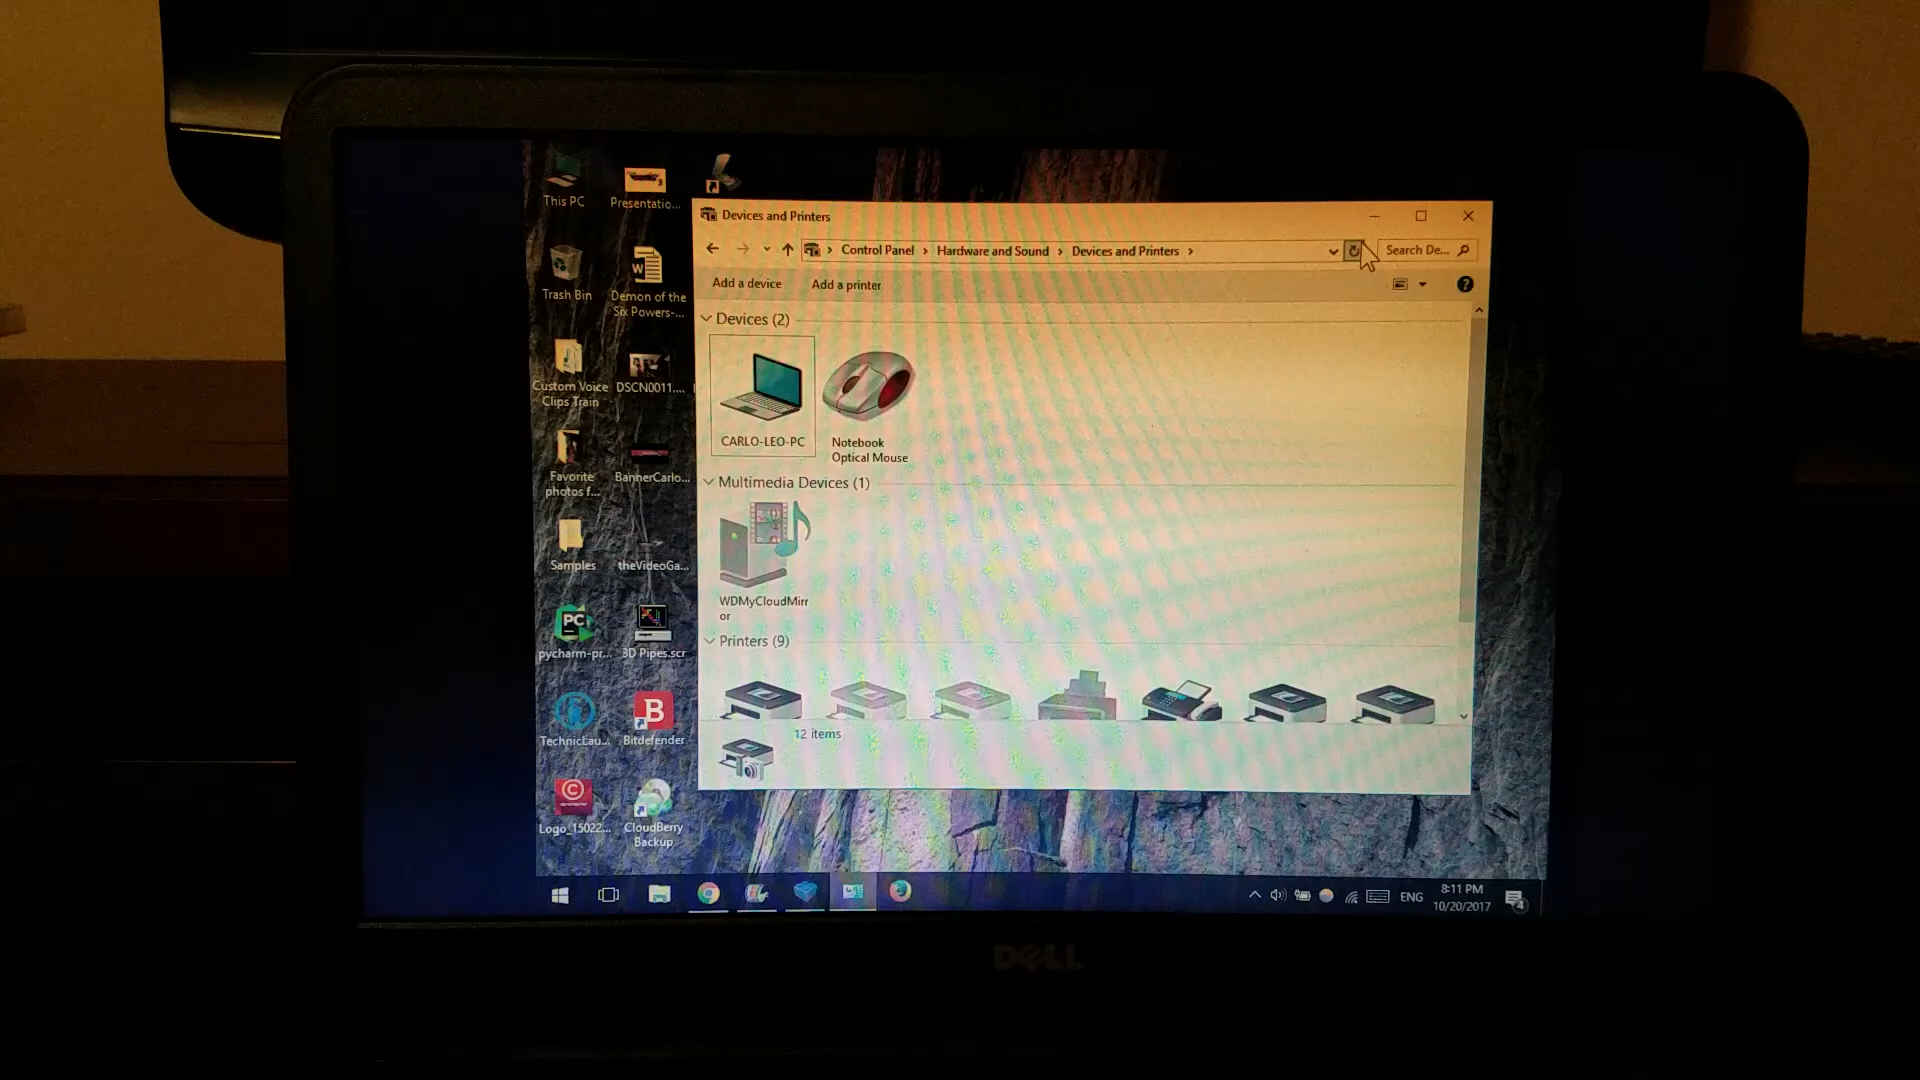 This PC
Presentatio...
Trash Bin
Demon of the
Six Powers-...
Custom Voice
Clips Train
DSCN0011....
Favorite
photos f...
BannerCarlo...
Samples
theVideoGa...
PC
pycharm-pr...
3D Pipes.scr
TechnicLau...
B
Bitdefender
Logo_15022...
CloudBerry
Backup
Devices and Printers
Control Panel > Hardware and Sound > Devices and Printers >
Search De...
Add a device
Add a printer
Devices (2)
CARLO-LEO-PC
Notebook
Optical Mouse
Multimedia Devices (1)
WDMyCloudMirr
or
Printers (9)
12 items
ENG
8:11 PM
10/20/2017
4
DELL